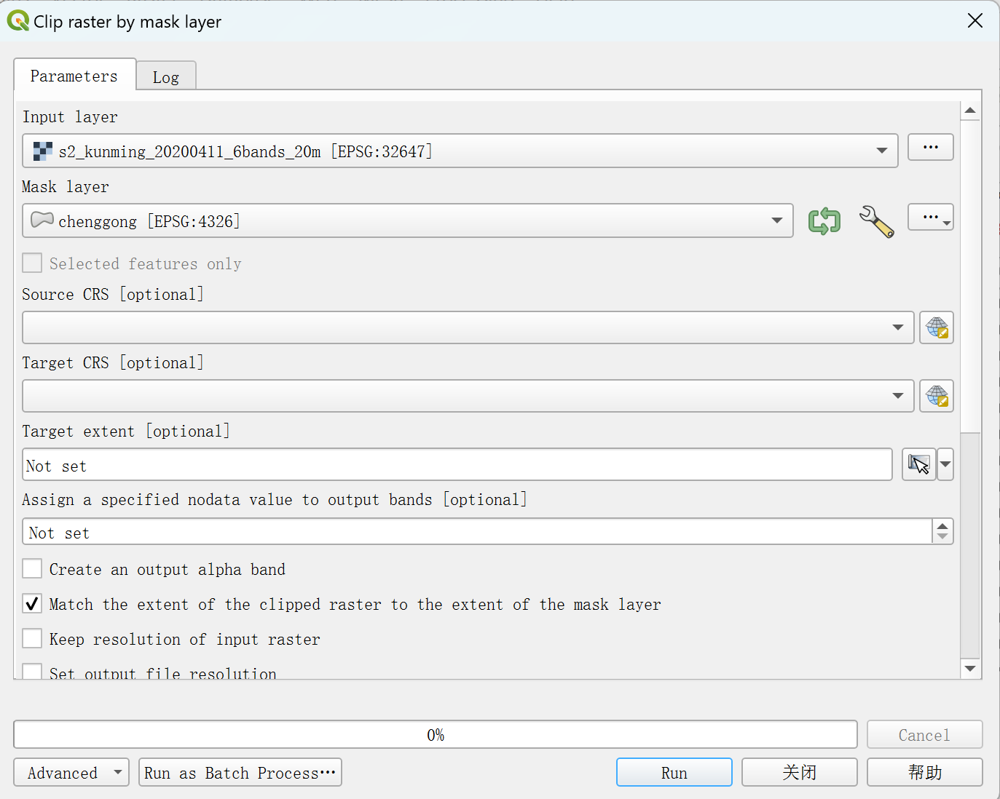 Clip raster by mask layer
Parameters
Log
Input layer
s2_kunming_20200411_6bands_20m [EPSG:32647]
…
Mask layer
chenggong [EPSG:4326]
…
Selected features only
Source CRS [optional]
Target CRS [optional]
Target extent [optional]
Not set
Assign a specified nodata value to output bands [optional]
Not set
Create an output alpha band
Match the extent of the clipped raster to the extent of the mask layer
Keep resolution of input raster
Set output file resolution
0%
Cancel
Advanced
Run as Batch Process…
Run
关闭
帮助